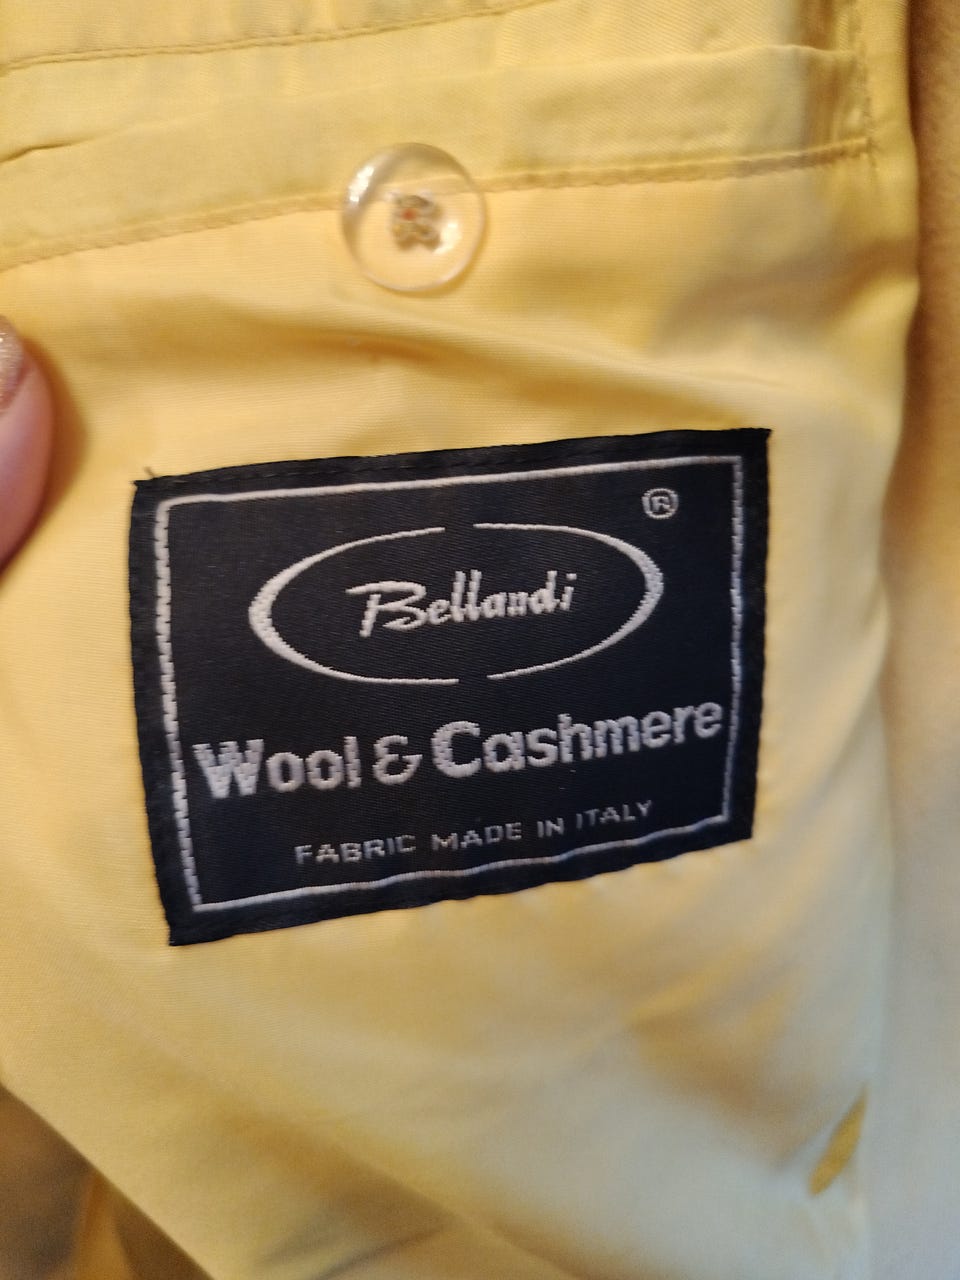 ®
Bellandi
Wool & Cashmere
FABRIC MADE IN ITALY